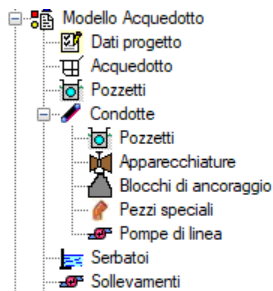 Modello Acquedotto
Dati progetto
Acquedotto
Pozzetti
Condotte
Pozzetti
Apparecchiature
Blocchi di ancoraggio
Pezzi speciali
Pompe di linea
Serbatoi
Sollevamenti